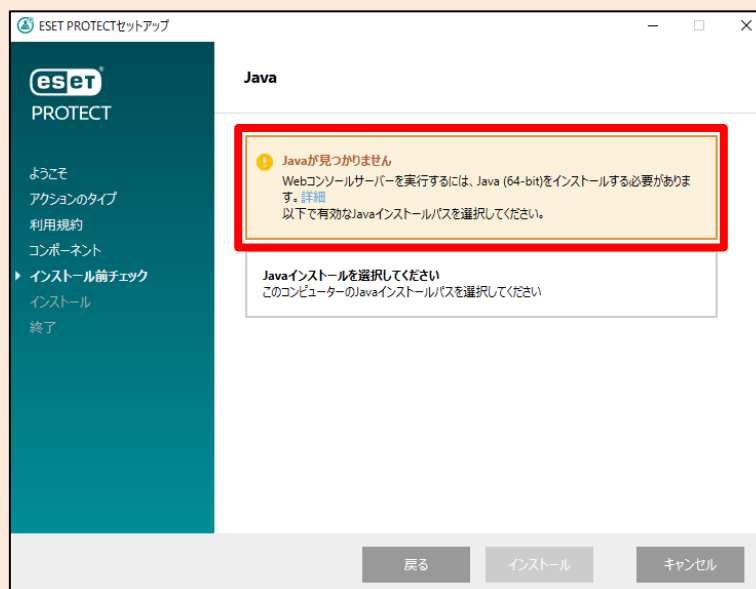 ESET PROTECTセットアップ
eset
PROTECT
ようこそ
アクションのタイプ
利用規約
コンポーネント
インストール前チェック
インストール
終了
Java
Javaが見つかりません
Webコンソールサーバーを実行するには、Java (64-bit)をインストールする必要がありま
す。詳細
以下で有効なJavaインストールパスを選択してください。
Javaインストールを選択してください
このコンピューターのJavaインストールパスを選択してください
戻る
インストール
キャンセル